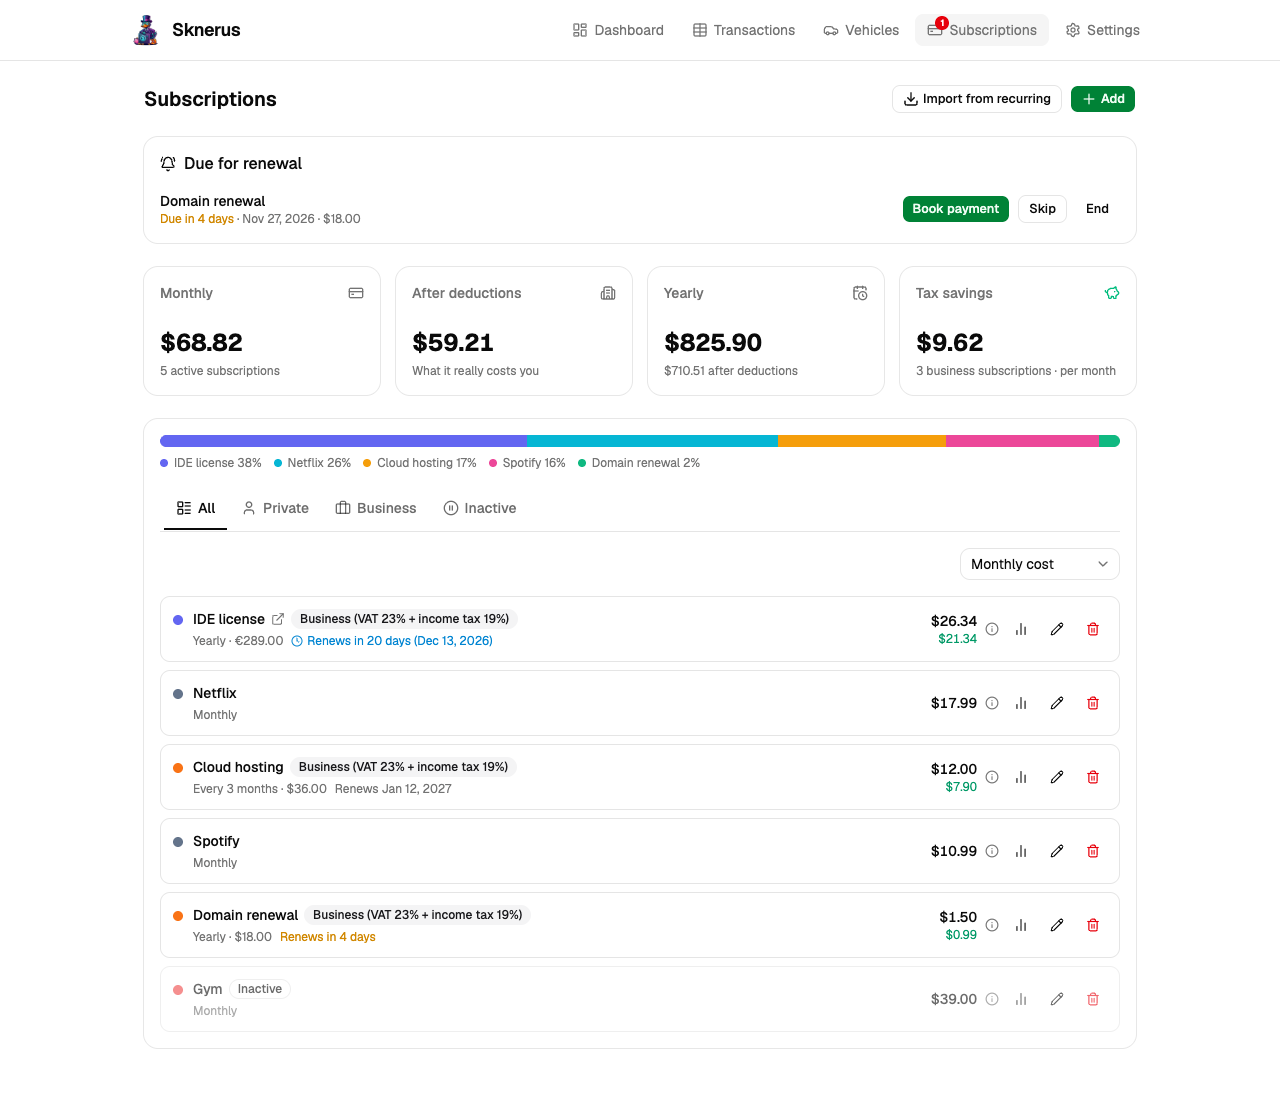 Sknerus
Dashboard
Transactions
Vehicles
1
Subscriptions
Settings
Subscriptions
Import from recurring
Add
Due for renewal
Domain renewal
Due in 4 days · Nov 27, 2026 · $18.00
Book payment
Skip
End
Monthly
$68.82
5 active subscriptions
After deductions
$59.21
What it really costs you
Yearly
$825.90
$710.51 after deductions
Tax savings
$9.62
3 business subscriptions · per month
IDE license 38%
Netflix 26%
Cloud hosting 17%
Spotify 16%
Domain renewal 2%
All
Private
Business
Inactive
Monthly cost
IDE license
Business (VAT 23% + income tax 19%)
Yearly · €289.00
Renews in 20 days (Dec 13, 2026)
$26.34
$21.34
Netflix
Monthly
$17.99
Cloud hosting
Business (VAT 23% + income tax 19%)
Every 3 months · $36.00
Renews Jan 12, 2027
$12.00
$7.90
Spotify
Monthly
$10.99
Domain renewal
Business (VAT 23% + income tax 19%)
Yearly · $18.00
Renews in 4 days
$1.50
$0.99
Gym
Inactive
Monthly
$39.00